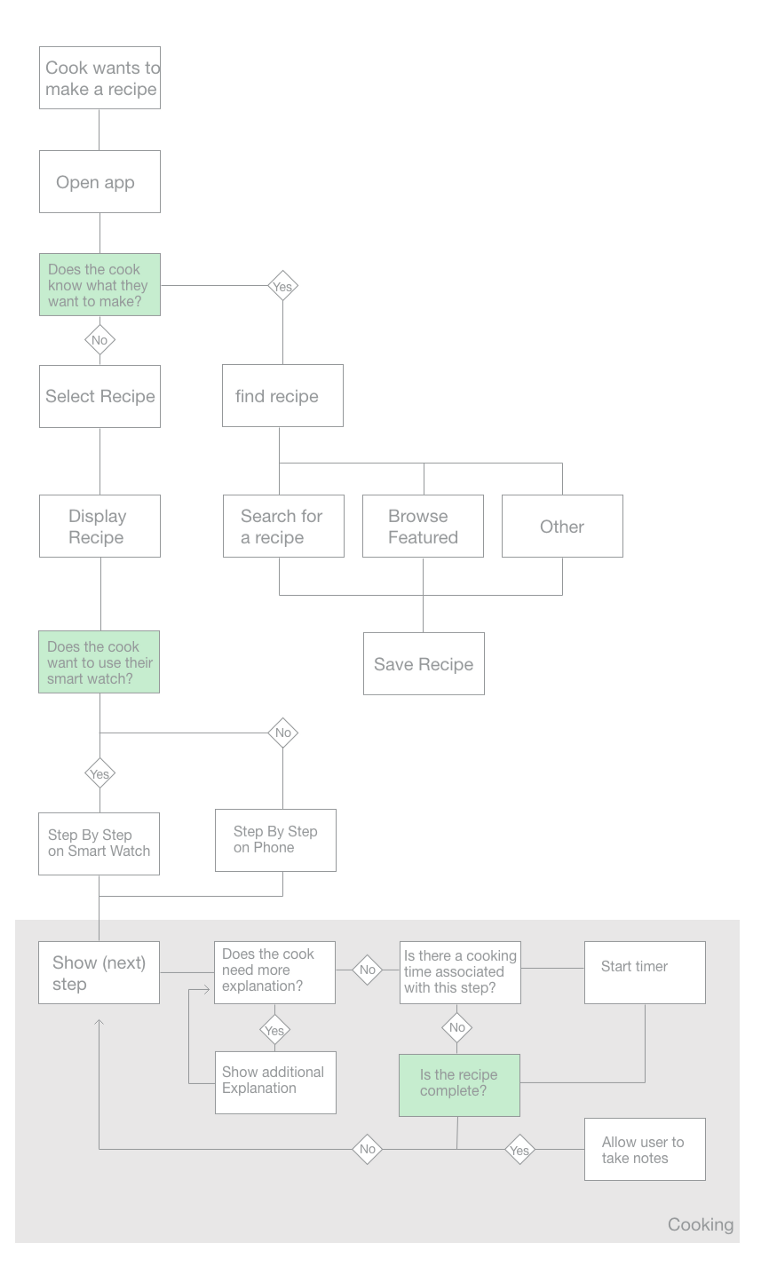 Cook wants to
make a recipe
Open app
Does the cook
know what they
want to make?
Yes
No
Select Recipe
find recipe
Display
Recipe
Search for
a recipe
Browse
Featured
Other
Does the cook
want to use their
smart watch?
Save Recipe
No
Yes
Step By Step
on Smart Watch
Step By Step
on Phone
Show (next)
step
Does the cook
need more
explanation?
No
Is there a cooking
time associated
with this step?
Start timer
Yes
No
Show additional
Explanation
Is the recipe
complete?
No
Yes
Allow user to
take notes
Cooking